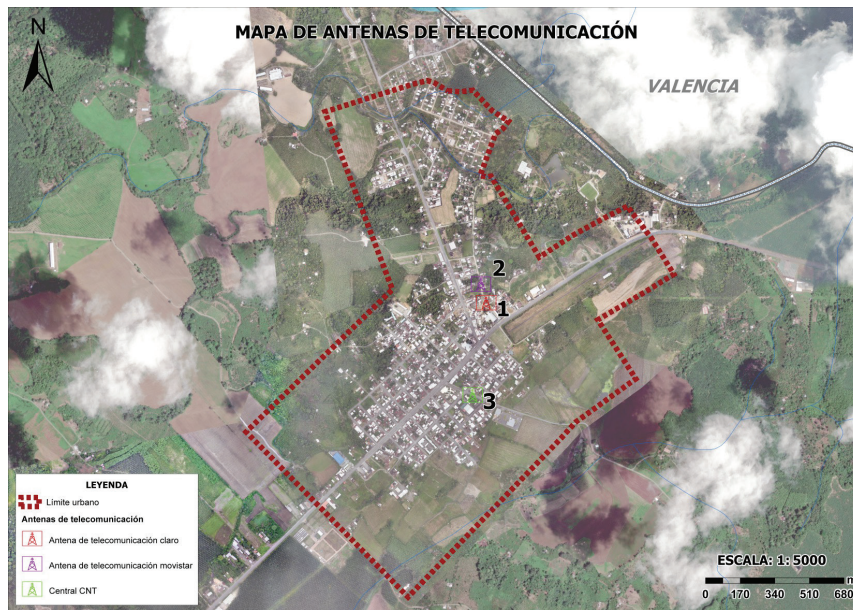 N
MAPA DE ANTENAS DE TELECOMUNICACIÓN
VALENCIA
2
1
3
LEYENDA
Límite urbano
Antenas de telecomunicación
Antena de telecomunicación claro
Antena de telecomunicación movistar
Central CNT
ESCALA: 1: 5000
m
0 170 340 510 680